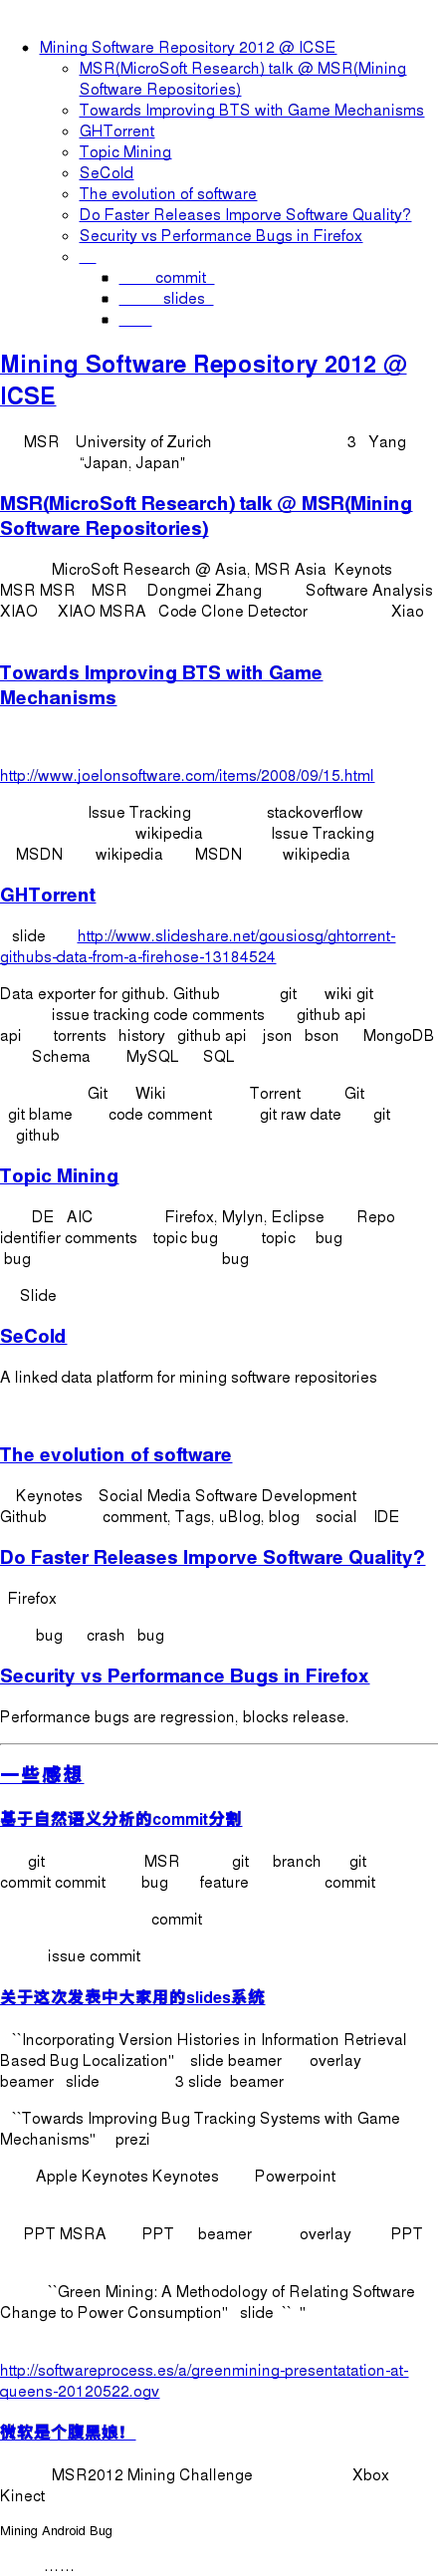 Mining Software Repository 2012 @ ICSE
MSR(MicroSoft Research) talk @ MSR(Mining
Software Repositories)
Towards Improving BTS with Game Mechanisms
GHTorrent
Topic Mining
SeCold
The evolution of software
Do Faster Releases Imporve Software Quality?
Security vs Performance Bugs in Firefox
commit
slides
Mining Software Repository 2012 @
ICSE
MSR University of Zurich 3 Yang
“Japan, Japan"
MSR(MicroSoft Research) talk @ MSR(Mining
Software Repositories)
MicroSoft Research @ Asia, MSR Asia Keynots
MSR MSR MSR Dongmei Zhang Software Analysis
XIAO XIAO MSRA Code Clone Detector Xiao
Towards Improving BTS with Game
Mechanisms
http://www.joelonsoftware.com/items/2008/09/15.html
Issue Tracking stackoverflow
wikipedia Issue Tracking
MSDN wikipedia MSDN wikipedia
GHTorrent
slide http://www.slideshare.net/gousiosg/ghtorrent-
githubs-data-from-a-firehose-13184524
Data exporter for github. Github git wiki git
issue tracking code comments github api
api torrents history github api json bson MongoDB
Schema MySQL SQL
Git Wiki Torrent Git
git blame code comment git raw date git
github
Topic Mining
DE AIC Firefox, Mylyn, Eclipse Repo
identifier comments topic bug topic bug
bug bug
Slide
SeCold
A linked data platform for mining software repositories
The evolution of software
Keynotes Social Media Software Development
Github comment, Tags, uBlog, blog social IDE
Do Faster Releases Imporve Software Quality?
Firefox
bug crash bug
Security vs Performance Bugs in Firefox
Performance bugs are regression, blocks release.
一些感想
基于自然语义分析的commit分割
git MSR git branch git
commit commit bug feature commit
commit
issue commit
关于这次发表中大家用的slides系统
``Incorporating Version Histories in Information Retrieval
Based Bug Localization'' slide beamer overlay
beamer slide 3 slide beamer
``Towards Improving Bug Tracking Systems with Game
Mechanisms'' prezi
Apple Keynotes Keynotes Powerpoint
PPT MSRA PPT beamer overlay PPT
``Green Mining: A Methodology of Relating Software
Change to Power Consumption'' slide `` ''
http://softwareprocess.es/a/greenmining-presentatation-at-
queens-20120522.ogv
微软是个腹黑娘！
MSR2012 Mining Challenge Xbox
Kinect
Mining Android Bug
……